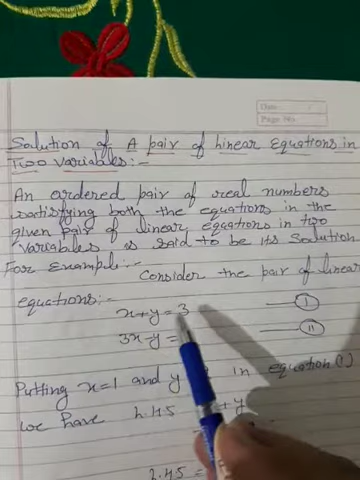 Date
Page No.
Solution of A pair of Linear Equations in
Two variables:-
An ordered pair of real numbers
satisfying both the equations in the
given pair of linear equations in two
variables is said to be its solution
For Example:- Consider the pair of linear
equations:-
x+y=3 I
3x-y= II
Putting x=1 and y in equation (1)
we have L.H.S + y
L.H.S =